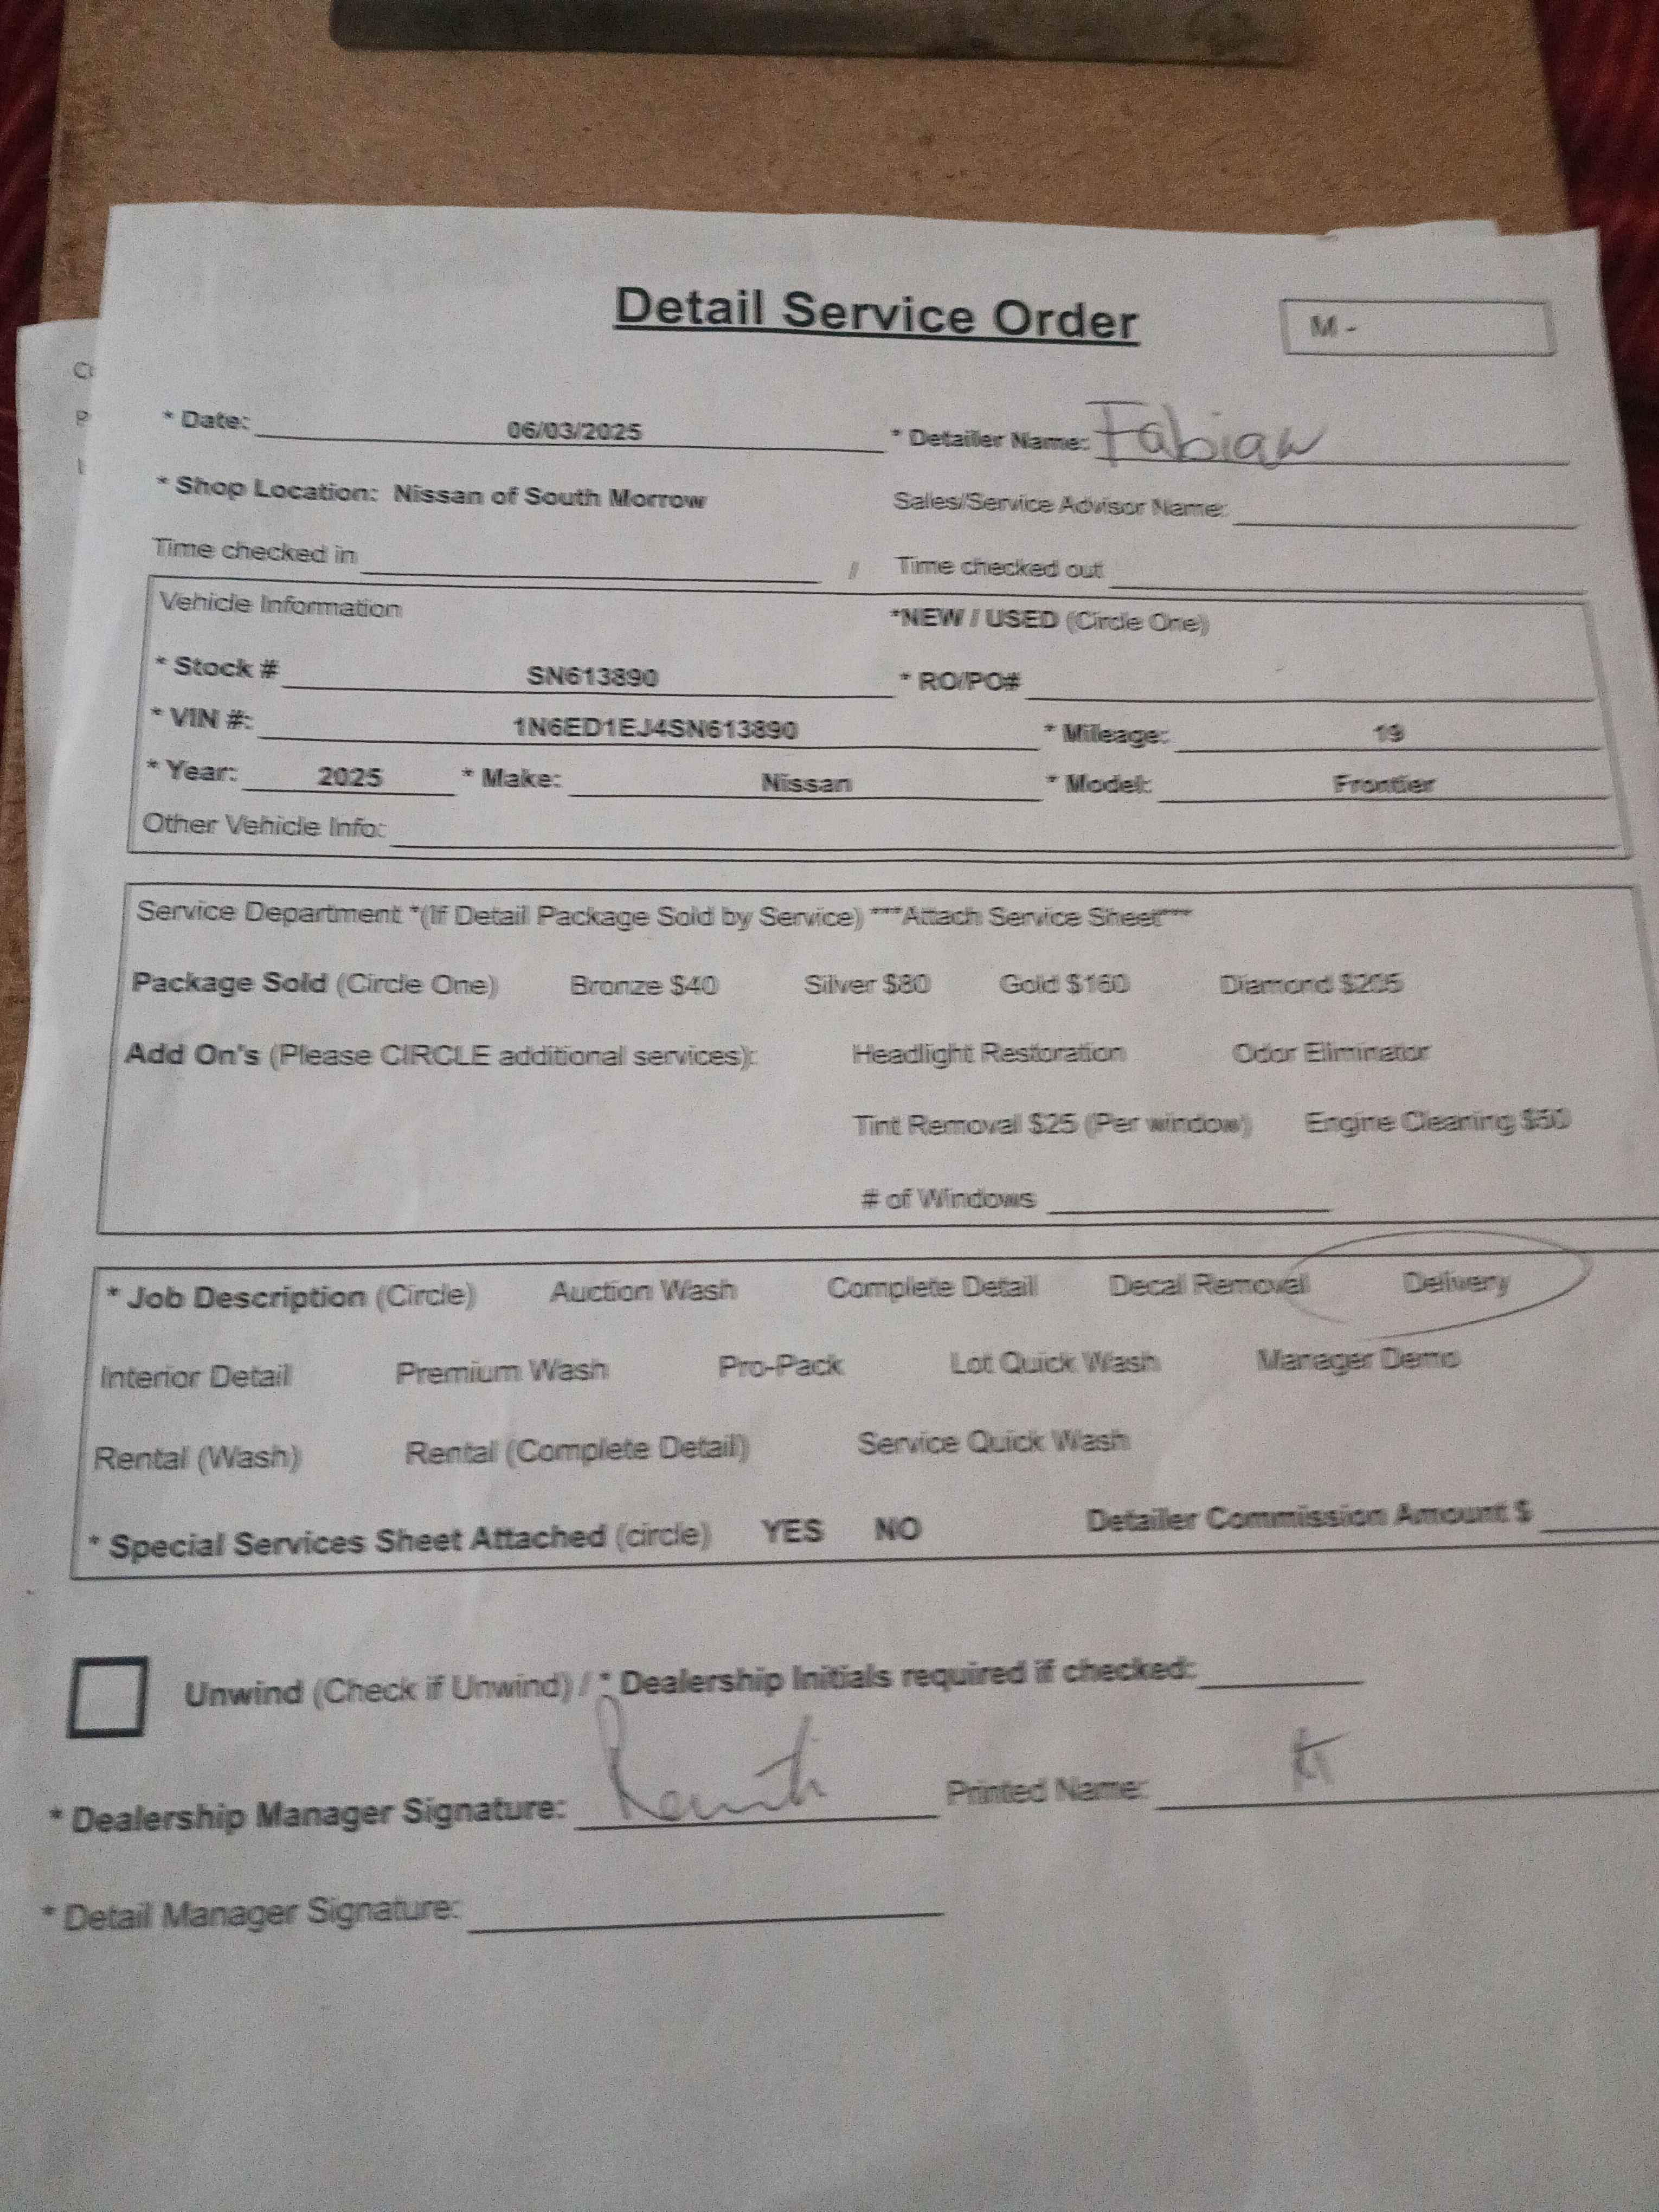 Detail Service Order
M -
* Date: 06/03/2025 * Detailer Name: Fabian
* Shop Location: Nissan of South Morrow Sales/Service Advisor Name:
Time checked in / Time checked out
Vehicle Information *NEW / USED (Circle One)
* Stock # SN613890 * RO/PO#
* VIN #: 1N6ED1EJ4SN613890 * Mileage: 19
* Year: 2025 * Make: Nissan * Model: Frontier
Other Vehicle Info:
Service Department *(If Detail Package Sold by Service) ***Attach Service Sheet***
Package Sold (Circle One) Bronze $40 Silver $80 Gold $160 Diamond $205
Add On's (Please CIRCLE additional services): Headlight Restoration Odor Eliminator
Tint Removal $25 (Per window) Engine Cleaning $50
# of Windows
* Job Description (Circle) Auction Wash Complete Detail Decal Removal Delivery
Interior Detail Premium Wash Pro-Pack Lot Quick Wash Manager Demo
Rental (Wash) Rental (Complete Detail) Service Quick Wash
* Special Services Sheet Attached (circle) YES NO Detailer Commission Amount $
Unwind (Check if Unwind) / * Dealership Initials required if checked:
* Dealership Manager Signature: Printed Name:
* Detail Manager Signature: